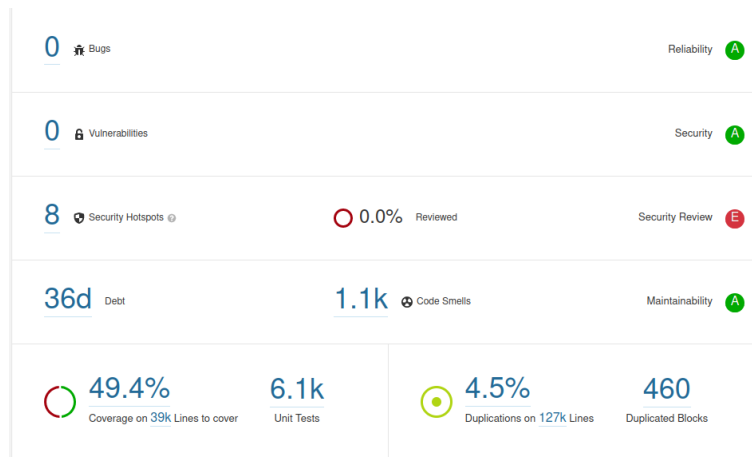 0 Bugs Reliability A
0 Vulnerabilities Security A
8 Security Hotspots ? 0.0% Reviewed Security Review E
36d Debt 1.1k Code Smells Maintainability A
49.4% 6.1k 4.5% 460
Coverage on 39k Lines to cover Unit Tests Duplications on 127k Lines Duplicated Blocks